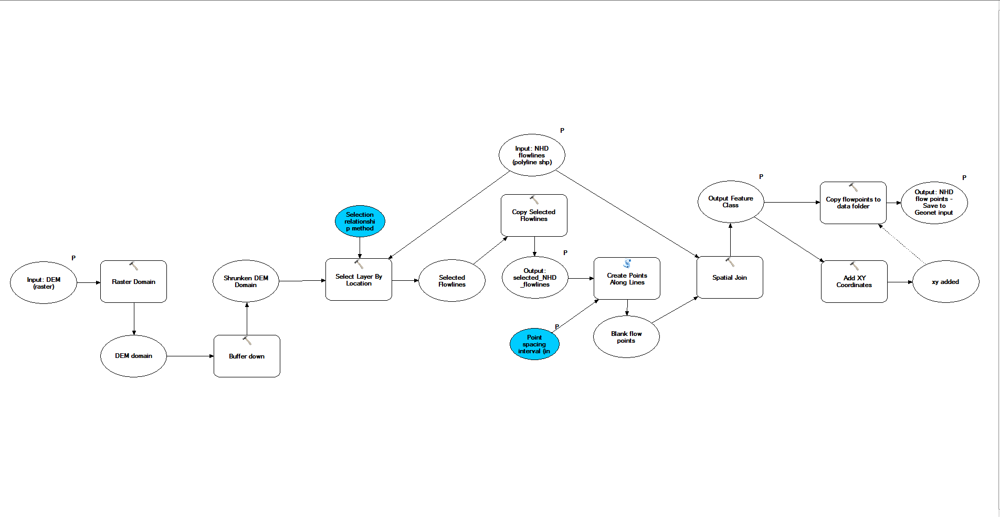 P
Input: DEM
(raster)
Raster Domain
DEM domain
Buffer down
Shrunken DEM
Domain
Selection
relationshi
p method
Select Layer By
Location
Selected
Flowlines
P
Input: NHD
flowlines
(polyline shp)
Copy Selected
Flowlines
P
Output:
selected_NHD
_flowlines
P
Point
spacing
interval (in
Create Points
Along Lines
Blank flow
points
Spatial Join
P
Output Feature
Class
Copy flowpoints to
data folder
P
Output: NHD
flow points -
Save to
Geonet input
Add XY
Coordinates
xy added